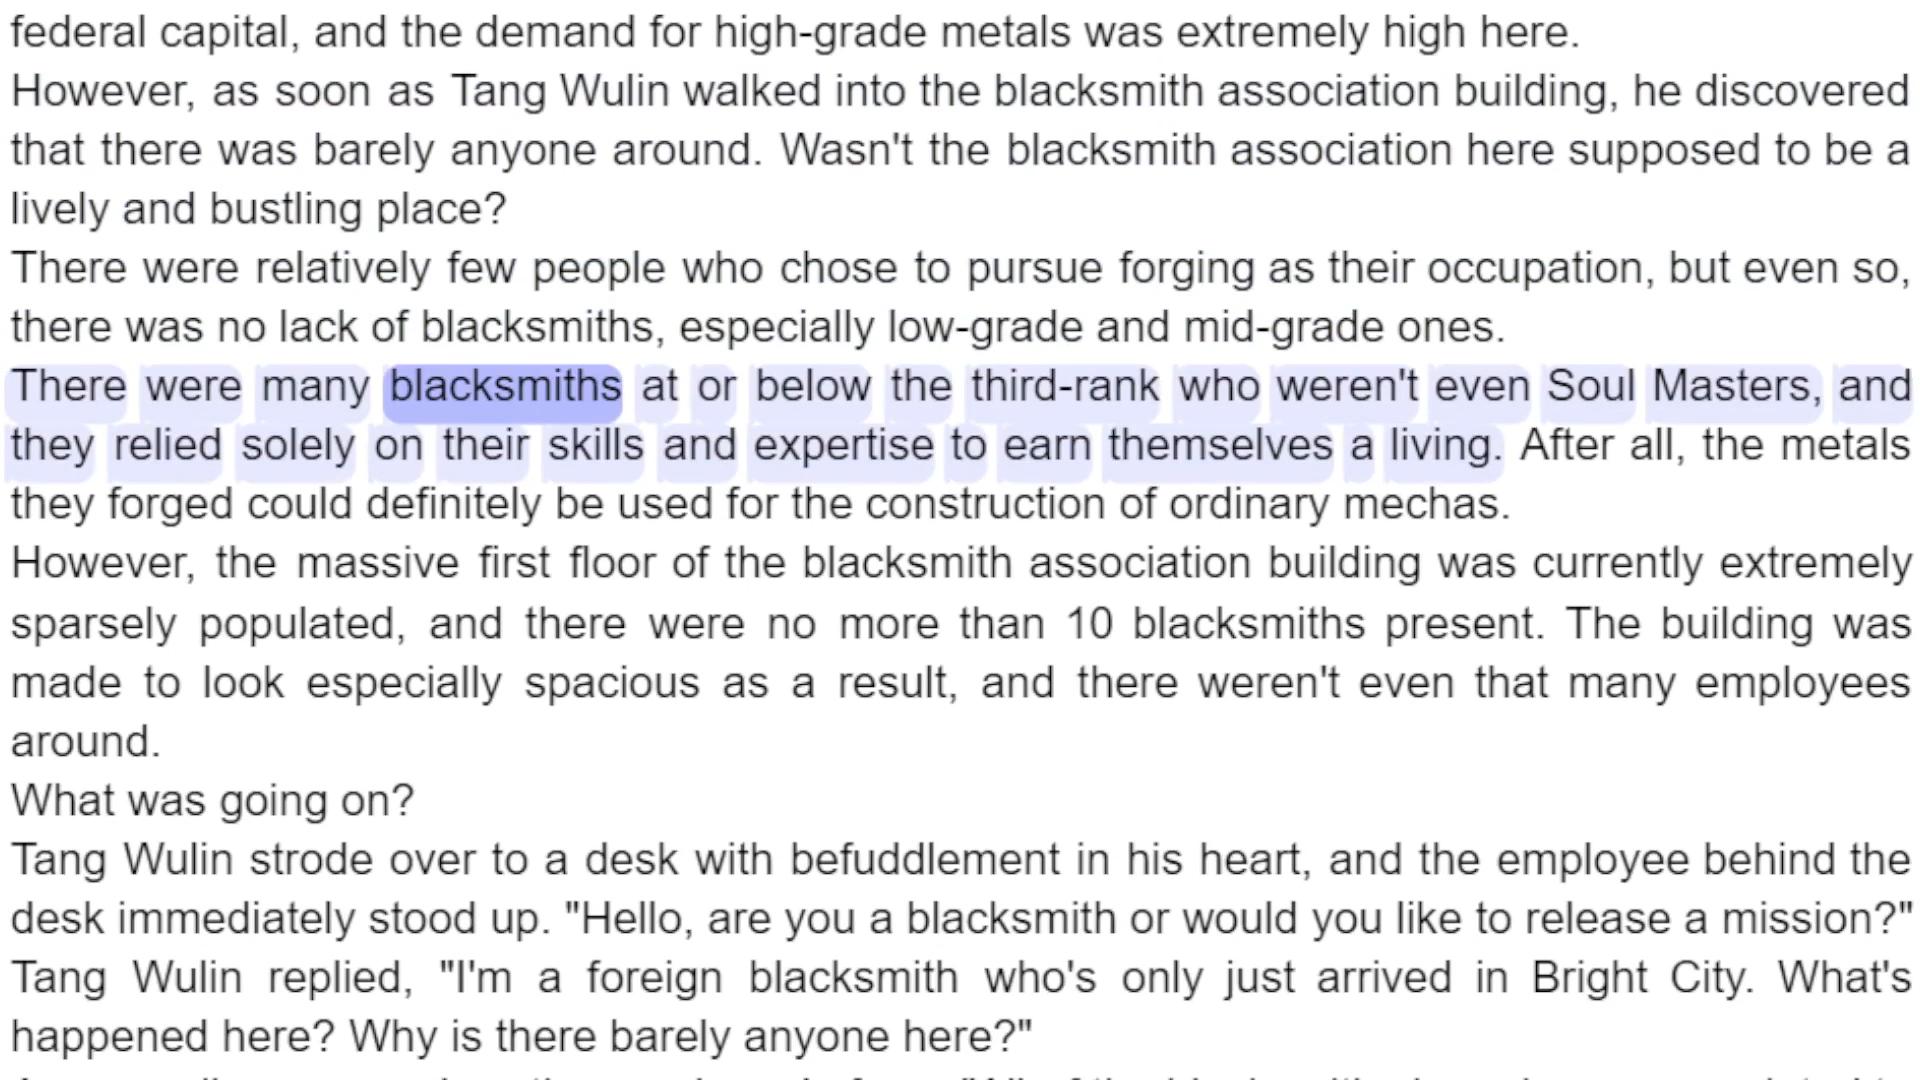 federal capital, and the demand for high-grade metals was extremely high here.
However, as soon as Tang Wulin walked into the blacksmith association building, he discovered
that there was barely anyone around. Wasn't the blacksmith association here supposed to be a
lively and bustling place?
There were relatively few people who chose to pursue forging as their occupation, but even so,
there was no lack of blacksmiths, especially low-grade and mid-grade ones.
There were many blacksmiths at or below the third-rank who weren't even Soul Masters, and
they relied solely on their skills and expertise to earn themselves a living. After all, the metals
they forged could definitely be used for the construction of ordinary mechas.
However, the massive first floor of the blacksmith association building was currently extremely
sparsely populated, and there were no more than 10 blacksmiths present. The building was
made to look especially spacious as a result, and there weren't even that many employees
around.
What was going on?
Tang Wulin strode over to a desk with befuddlement in his heart, and the employee behind the
desk immediately stood up. "Hello, are you a blacksmith or would you like to release a mission?"
Tang Wulin replied, "I'm a foreign blacksmith who's only just arrived in Bright City. What's
happened here? Why is there barely anyone here?"